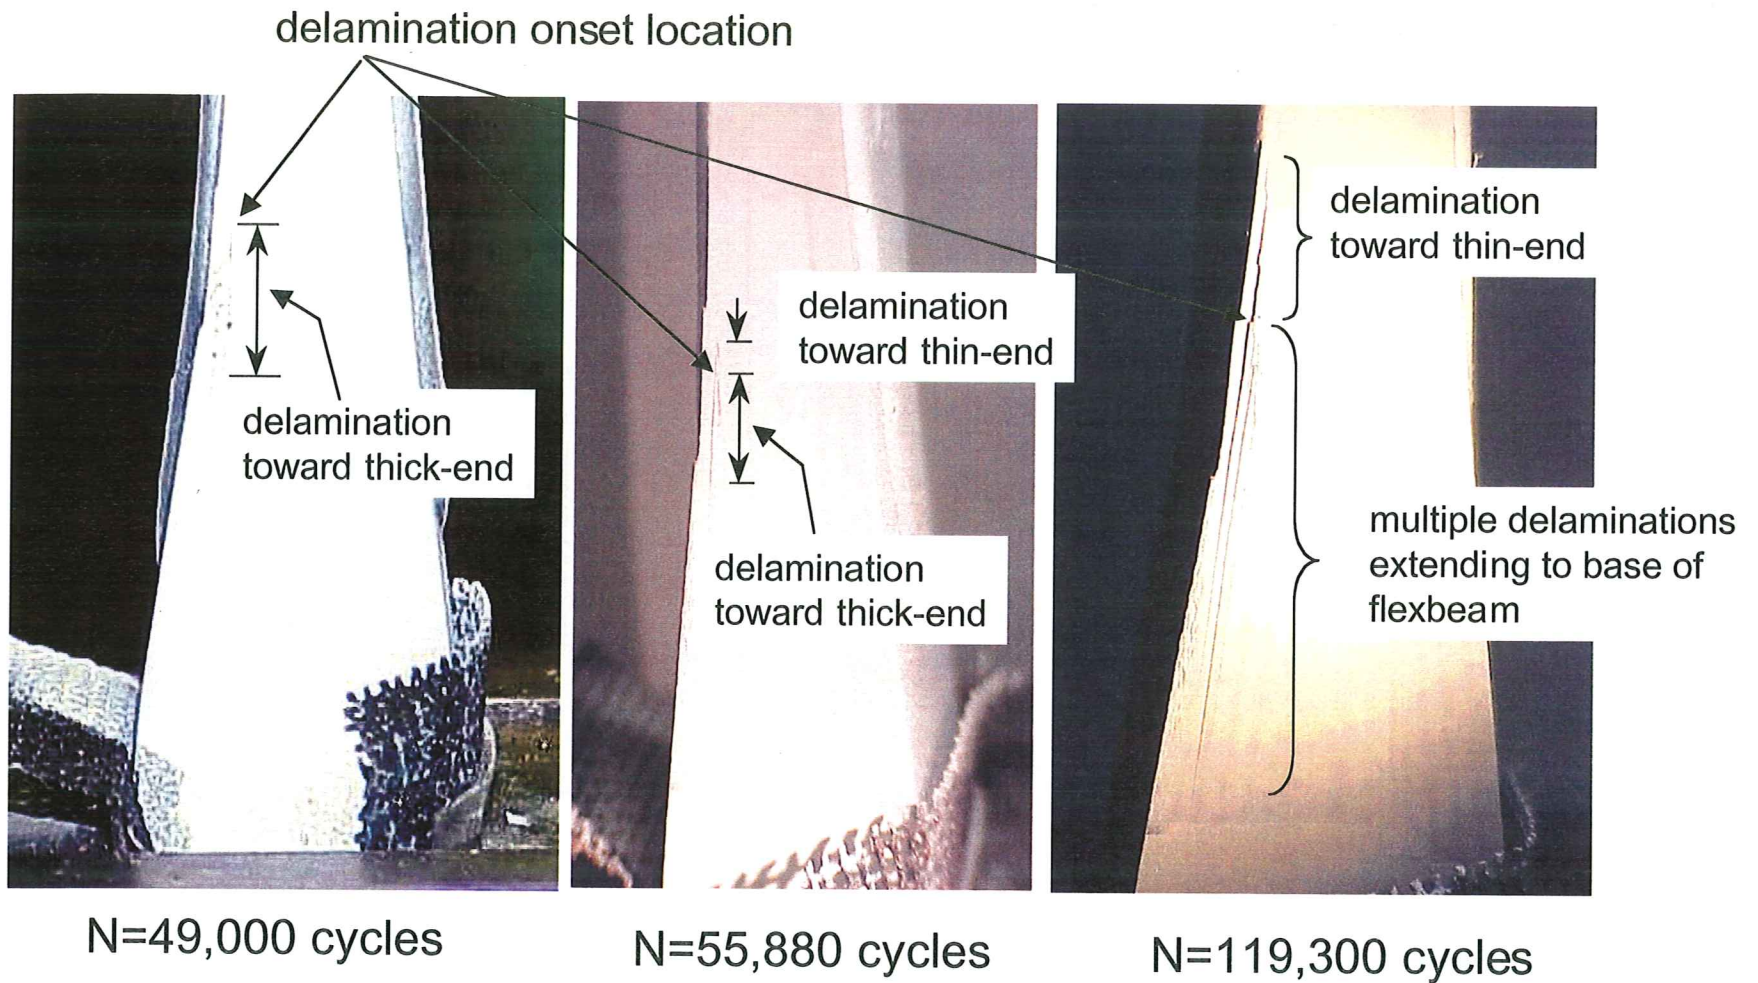 delamination onset location
delamination
toward thick-end
delamination
toward thin-end
delamination
toward thick-end
delamination
toward thin-end
multiple delaminations
extending to base of
flexbeam
N=49,000 cycles
N=55,880 cycles
N=119,300 cycles